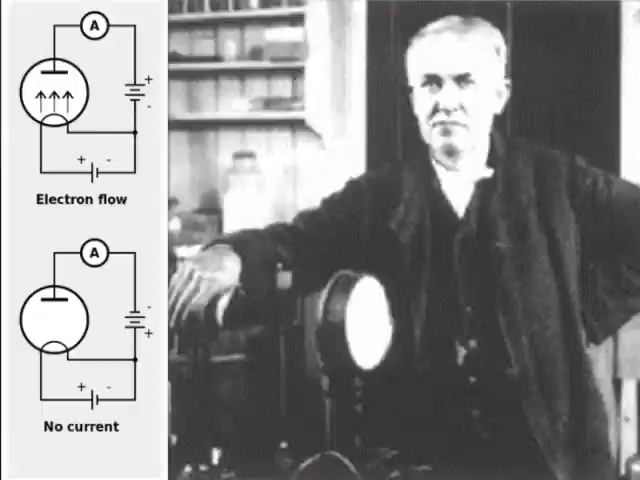 A
+
-
+ -
Electron flow
A
-
+
+ -
No current